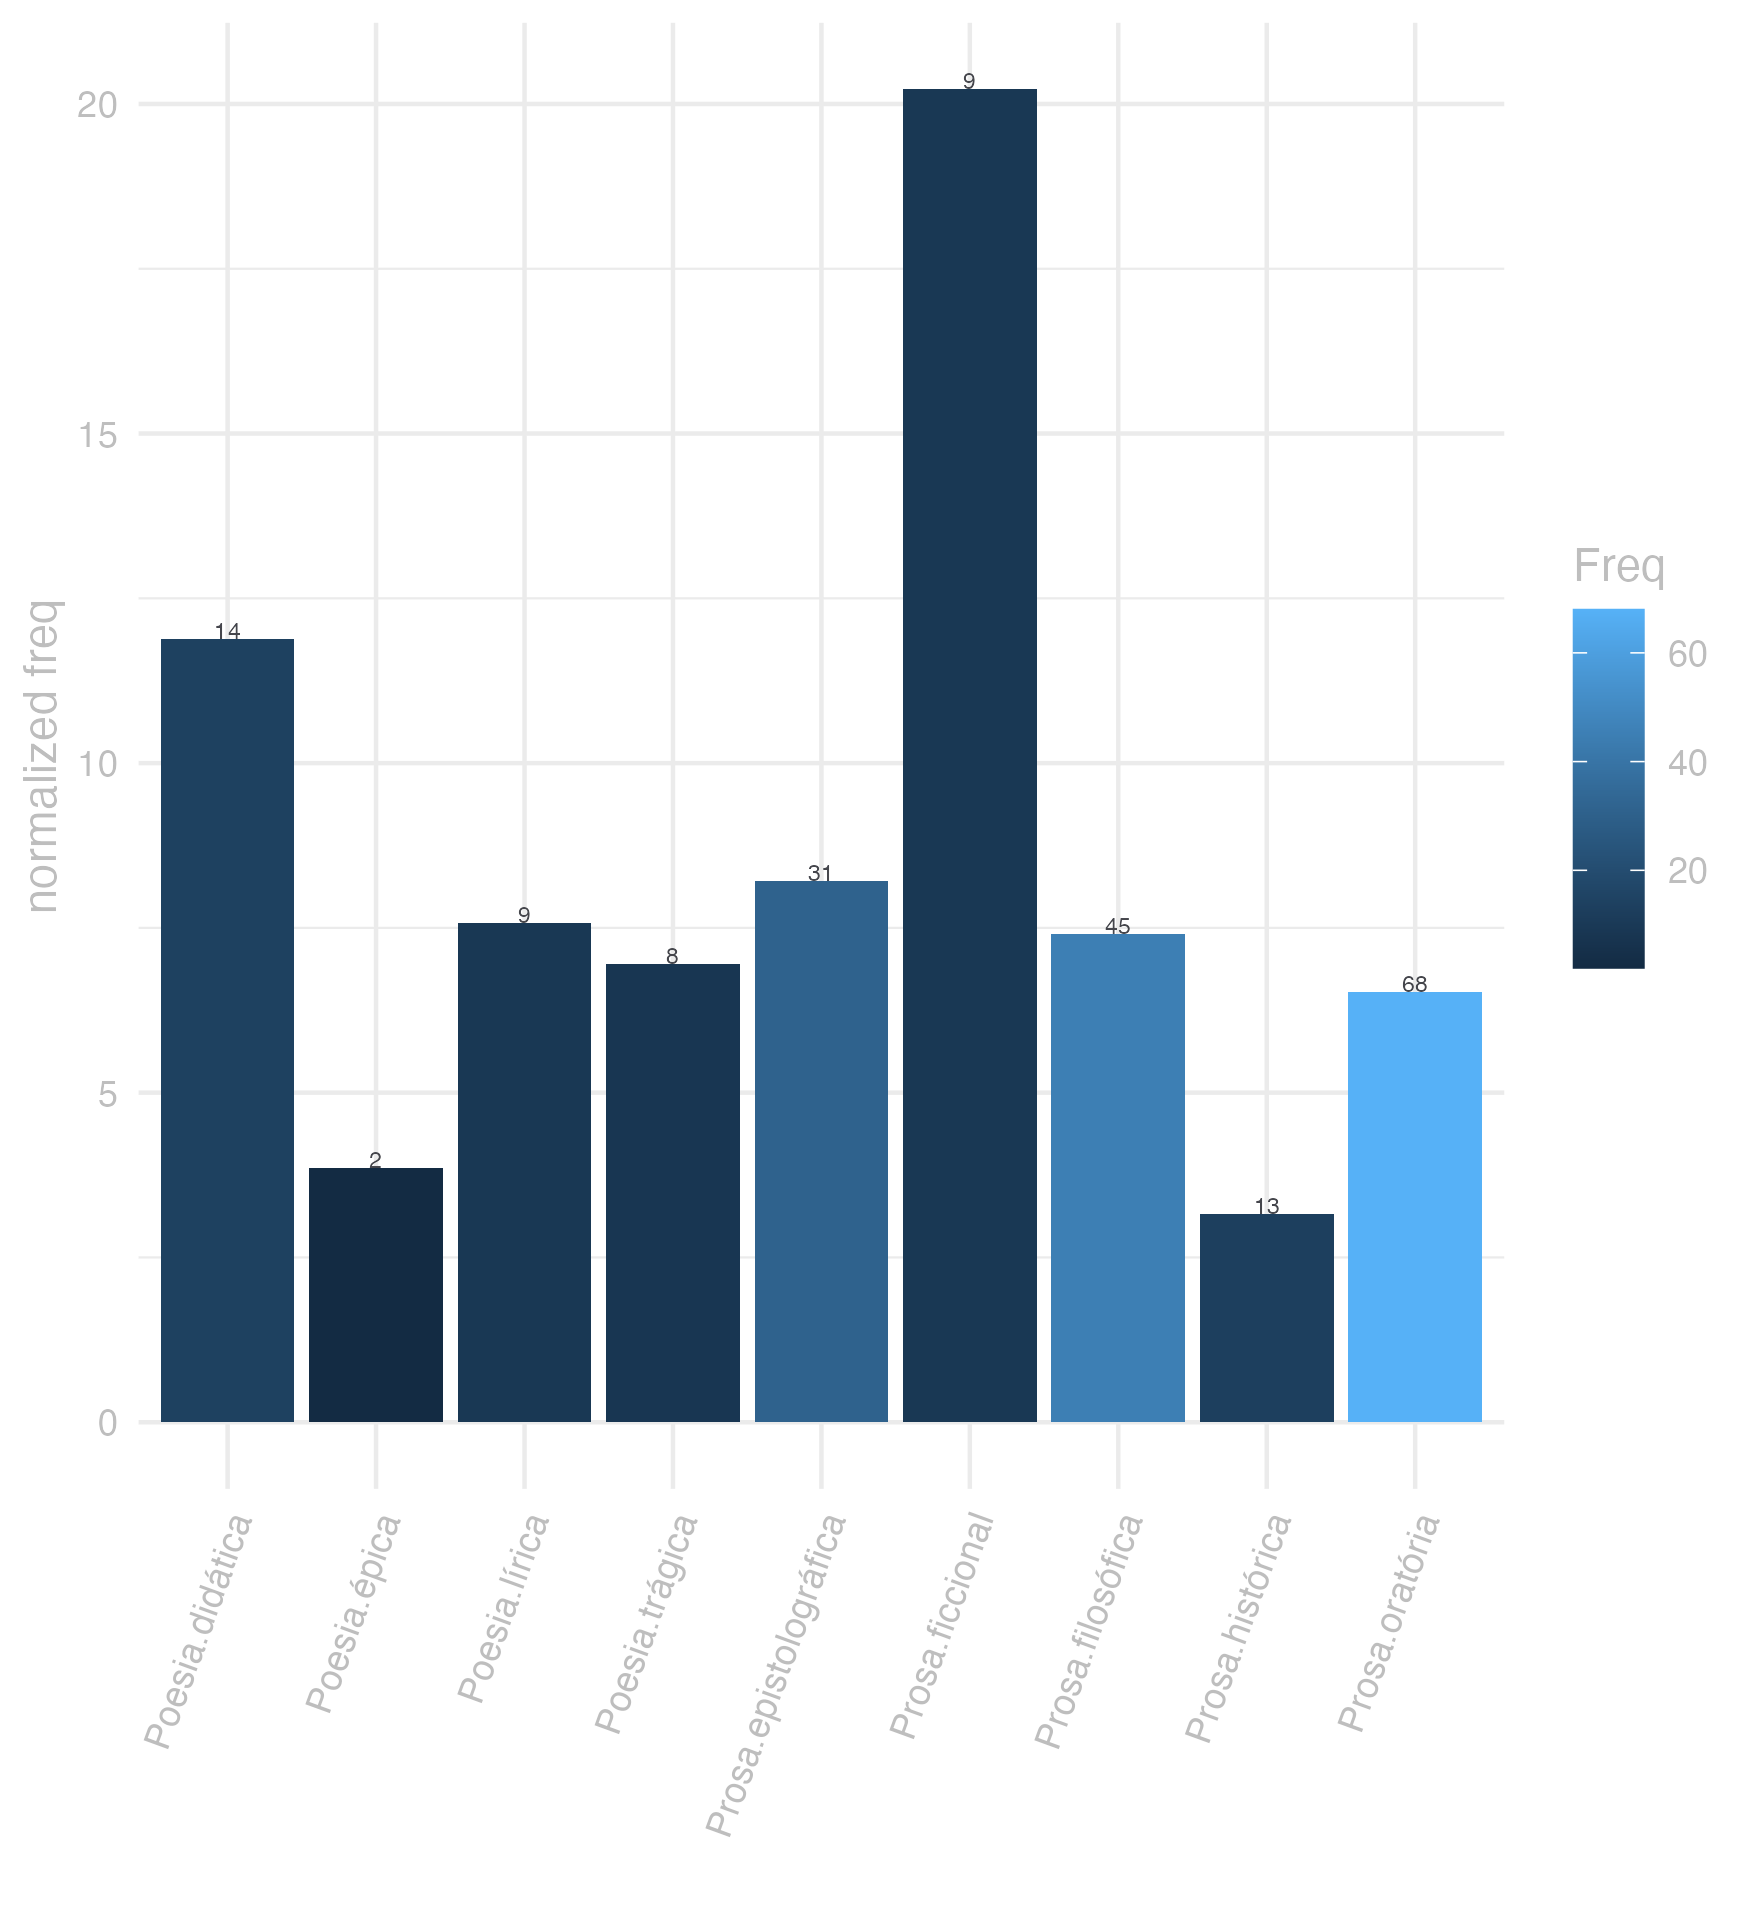 normalized freq
20
15
10
5
0
14
2
9
8
31
9
45
13
68
Poesia.didática
Poesia.épica
Poesia.lírica
Poesia.trágica
Prosa.epistolográfica
Prosa.ficcional
Prosa.filosófica
Prosa.histórica
Prosa.oratória
Freq
60
40
20